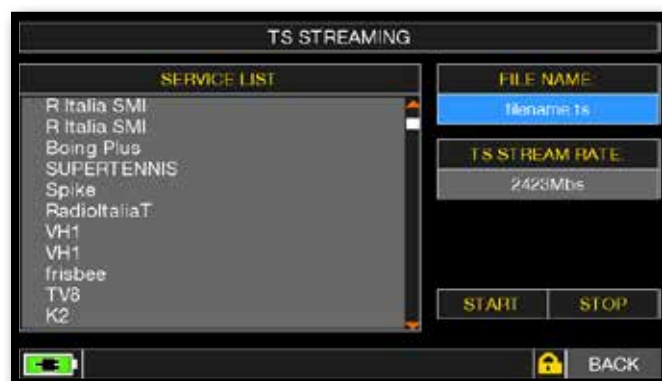 TS STREAMING
SERVICE LIST
R Italia SMI
R Italia SMI
Boing Plus
SUPERTENNIS
Spike
RadioItaliaT
VH1
VH1
frisbee
TV8
K2
FILE NAME:
filename.ts
TS STREAM RATE:
2423Mbs
START
STOP
BACK